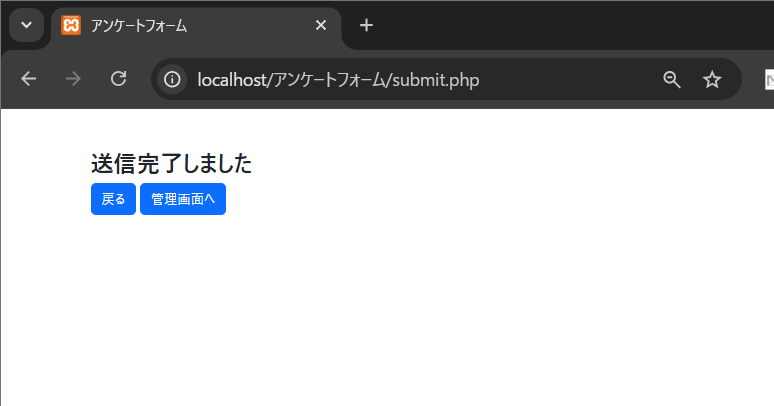 アンケートフォーム
localhost/アンケートフォーム/submit.php
送信完了しました
戻る 管理画面へ